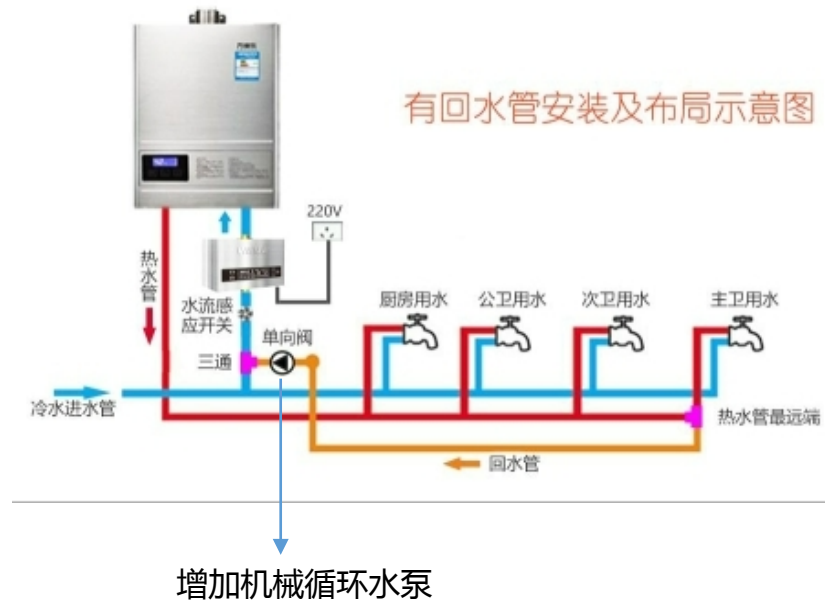 有回水管安装及布局示意图
220V
热水管
水流感
应开关
单向阀
三通
厨房用水
公卫用水
次卫用水
主卫用水
冷水进水管
热水管最远端
回水管
增加机械循环水泵